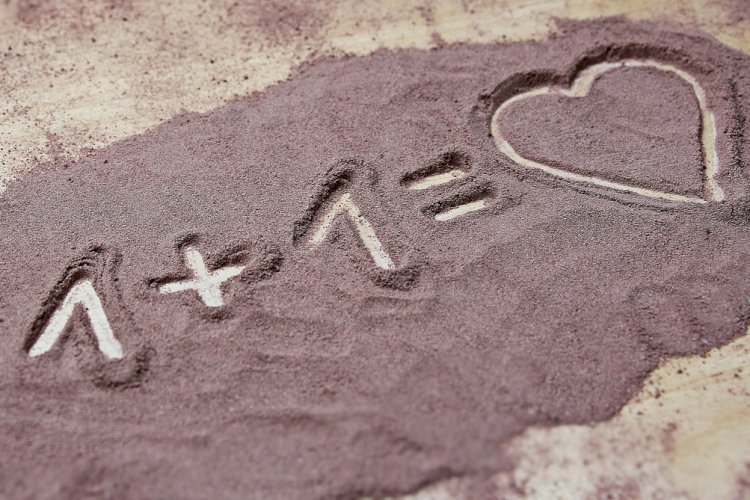 1 + 1 = ♡